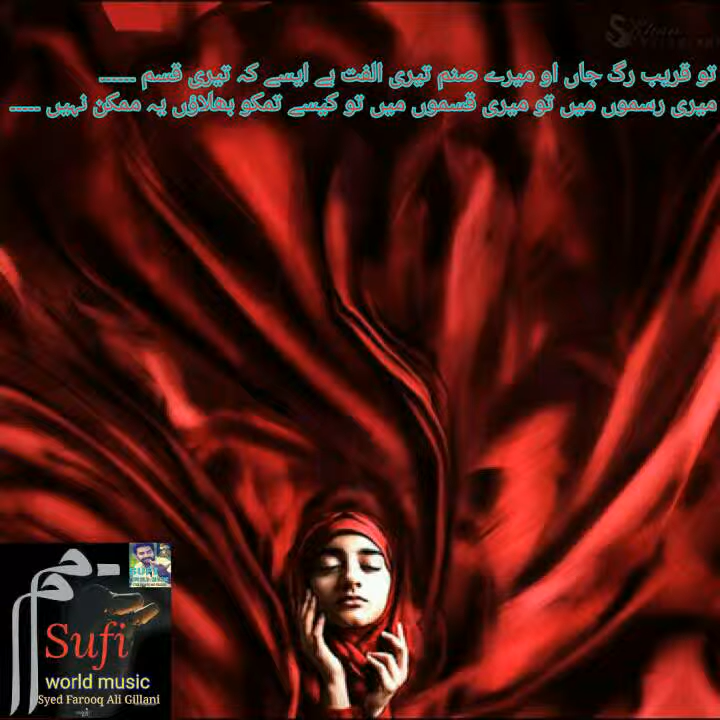 تو قریب رگ جاں او میرے صنم تیری الفت ہے ایسے کہ تیری قسم ......
میری رسموں میں تو میری قسموں میں تو کیسے تمکو بھلاؤں یہ ممکن نہیں .....
Sufi
world music
Syed Farooq Ali Gillani